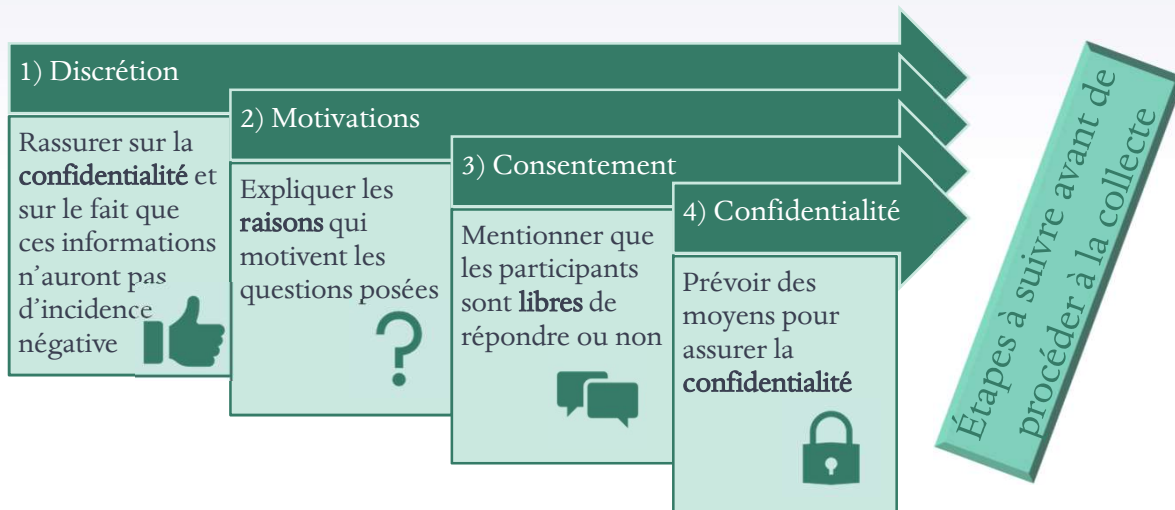 1) Discrétion
Rassurer sur la
confidentialité et
sur le fait que
ces informations
n’auront pas
d’incidence
négative
2) Motivations
Expliquer les
raisons qui
motivent les
questions posées
3) Consentement
Mentionner que
les participants
sont libres de
répondre ou non
4) Confidentialité
Prévoir des
moyens pour
assurer la
confidentialité
Étapes à suivre avant de
procéder à la collecte